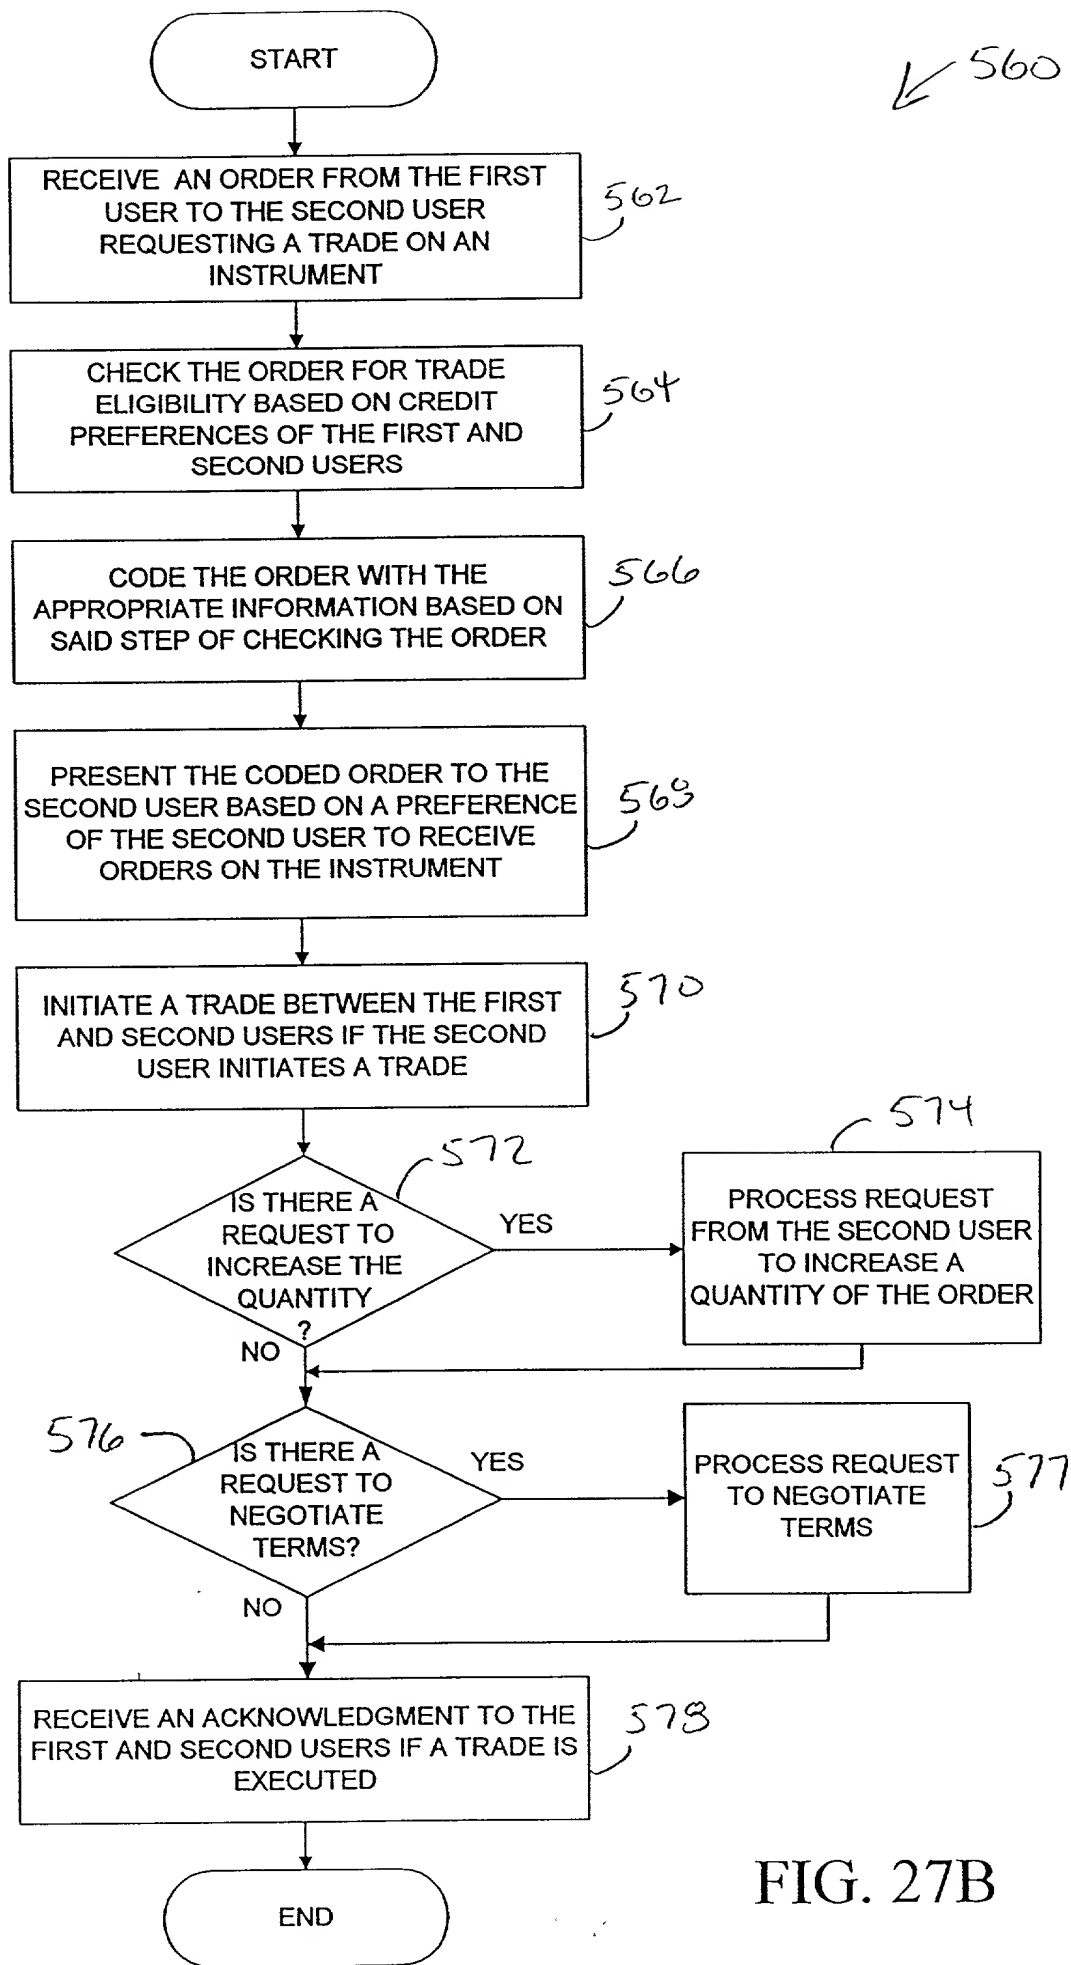 START
560
RECEIVE AN ORDER FROM THE FIRST
USER TO THE SECOND USER
REQUESTING A TRADE ON AN
INSTRUMENT
562
CHECK THE ORDER FOR TRADE
ELIGIBILITY BASED ON CREDIT
PREFERENCES OF THE FIRST AND
SECOND USERS
564
CODE THE ORDER WITH THE
APPROPRIATE INFORMATION BASED ON
SAID STEP OF CHECKING THE ORDER
566
PRESENT THE CODED ORDER TO THE
SECOND USER BASED ON A PREFERENCE
OF THE SECOND USER TO RECEIVE
ORDERS ON THE INSTRUMENT
568
INITIATE A TRADE BETWEEN THE FIRST
AND SECOND USERS IF THE SECOND
USER INITIATES A TRADE
570
572
IS THERE A
REQUEST TO
INCREASE THE
QUANTITY
?
YES
NO
574
PROCESS REQUEST
FROM THE SECOND USER
TO INCREASE A
QUANTITY OF THE ORDER
576
IS THERE A
REQUEST TO
NEGOTIATE
TERMS?
YES
NO
PROCESS REQUEST
TO NEGOTIATE
TERMS
577
RECEIVE AN ACKNOWLEDGMENT TO THE
FIRST AND SECOND USERS IF A TRADE IS
EXECUTED
578
END
FIG. 27B